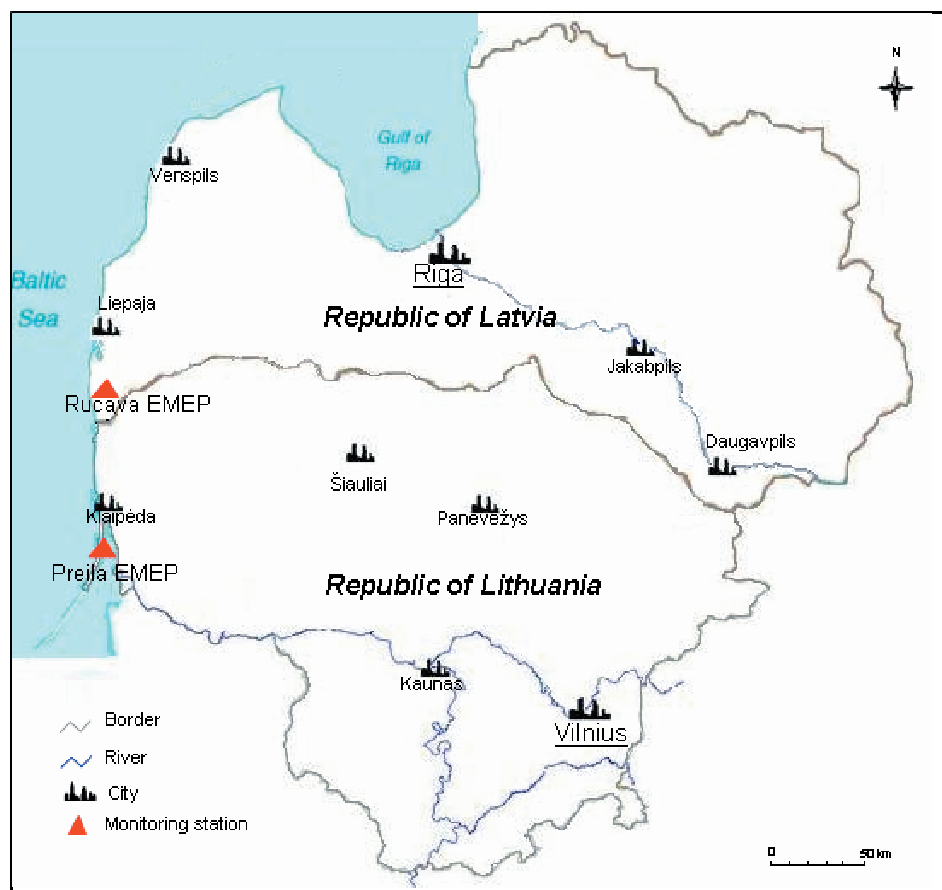 N
Gulf of
Riga
Venspils
Riga
Baltic
Sea
Liepaja
Republic of Latvia
Jakabpils
Rucava EMEP
Daugavpils
Šiauliai
Klaipėda
Panevėžys
Preila EMEP
Republic of Lithuania
Kaunas
Vilnius
Border
River
City
Monitoring station
0
50 km